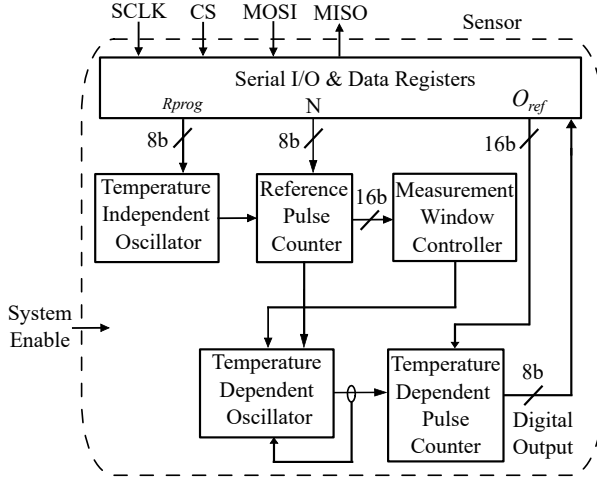 SCLK CS MOSI MISO Sensor
Serial I/O & Data Registers
Rprog N Oref
8b 8b 16b
Temperature
Independent
Oscillator
Reference
Pulse
Counter
16b
Measurement
Window
Controller
System
Enable
Temperature
Dependent
Oscillator
Temperature
Dependent
Pulse
Counter
8b
Digital
Output